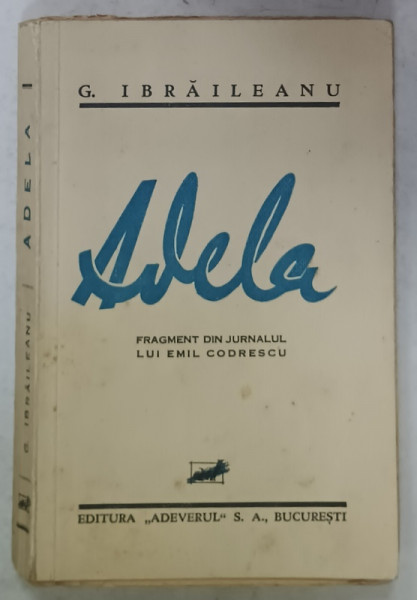 G. IBRĂILEANU
Adela
FRAGMENT DIN JURNALUL
LUI EMIL CODRESCU
EDITURA „ADEVERUL“ S. A., BUCUREȘTI
G. IBRĂILEANU | ADELA